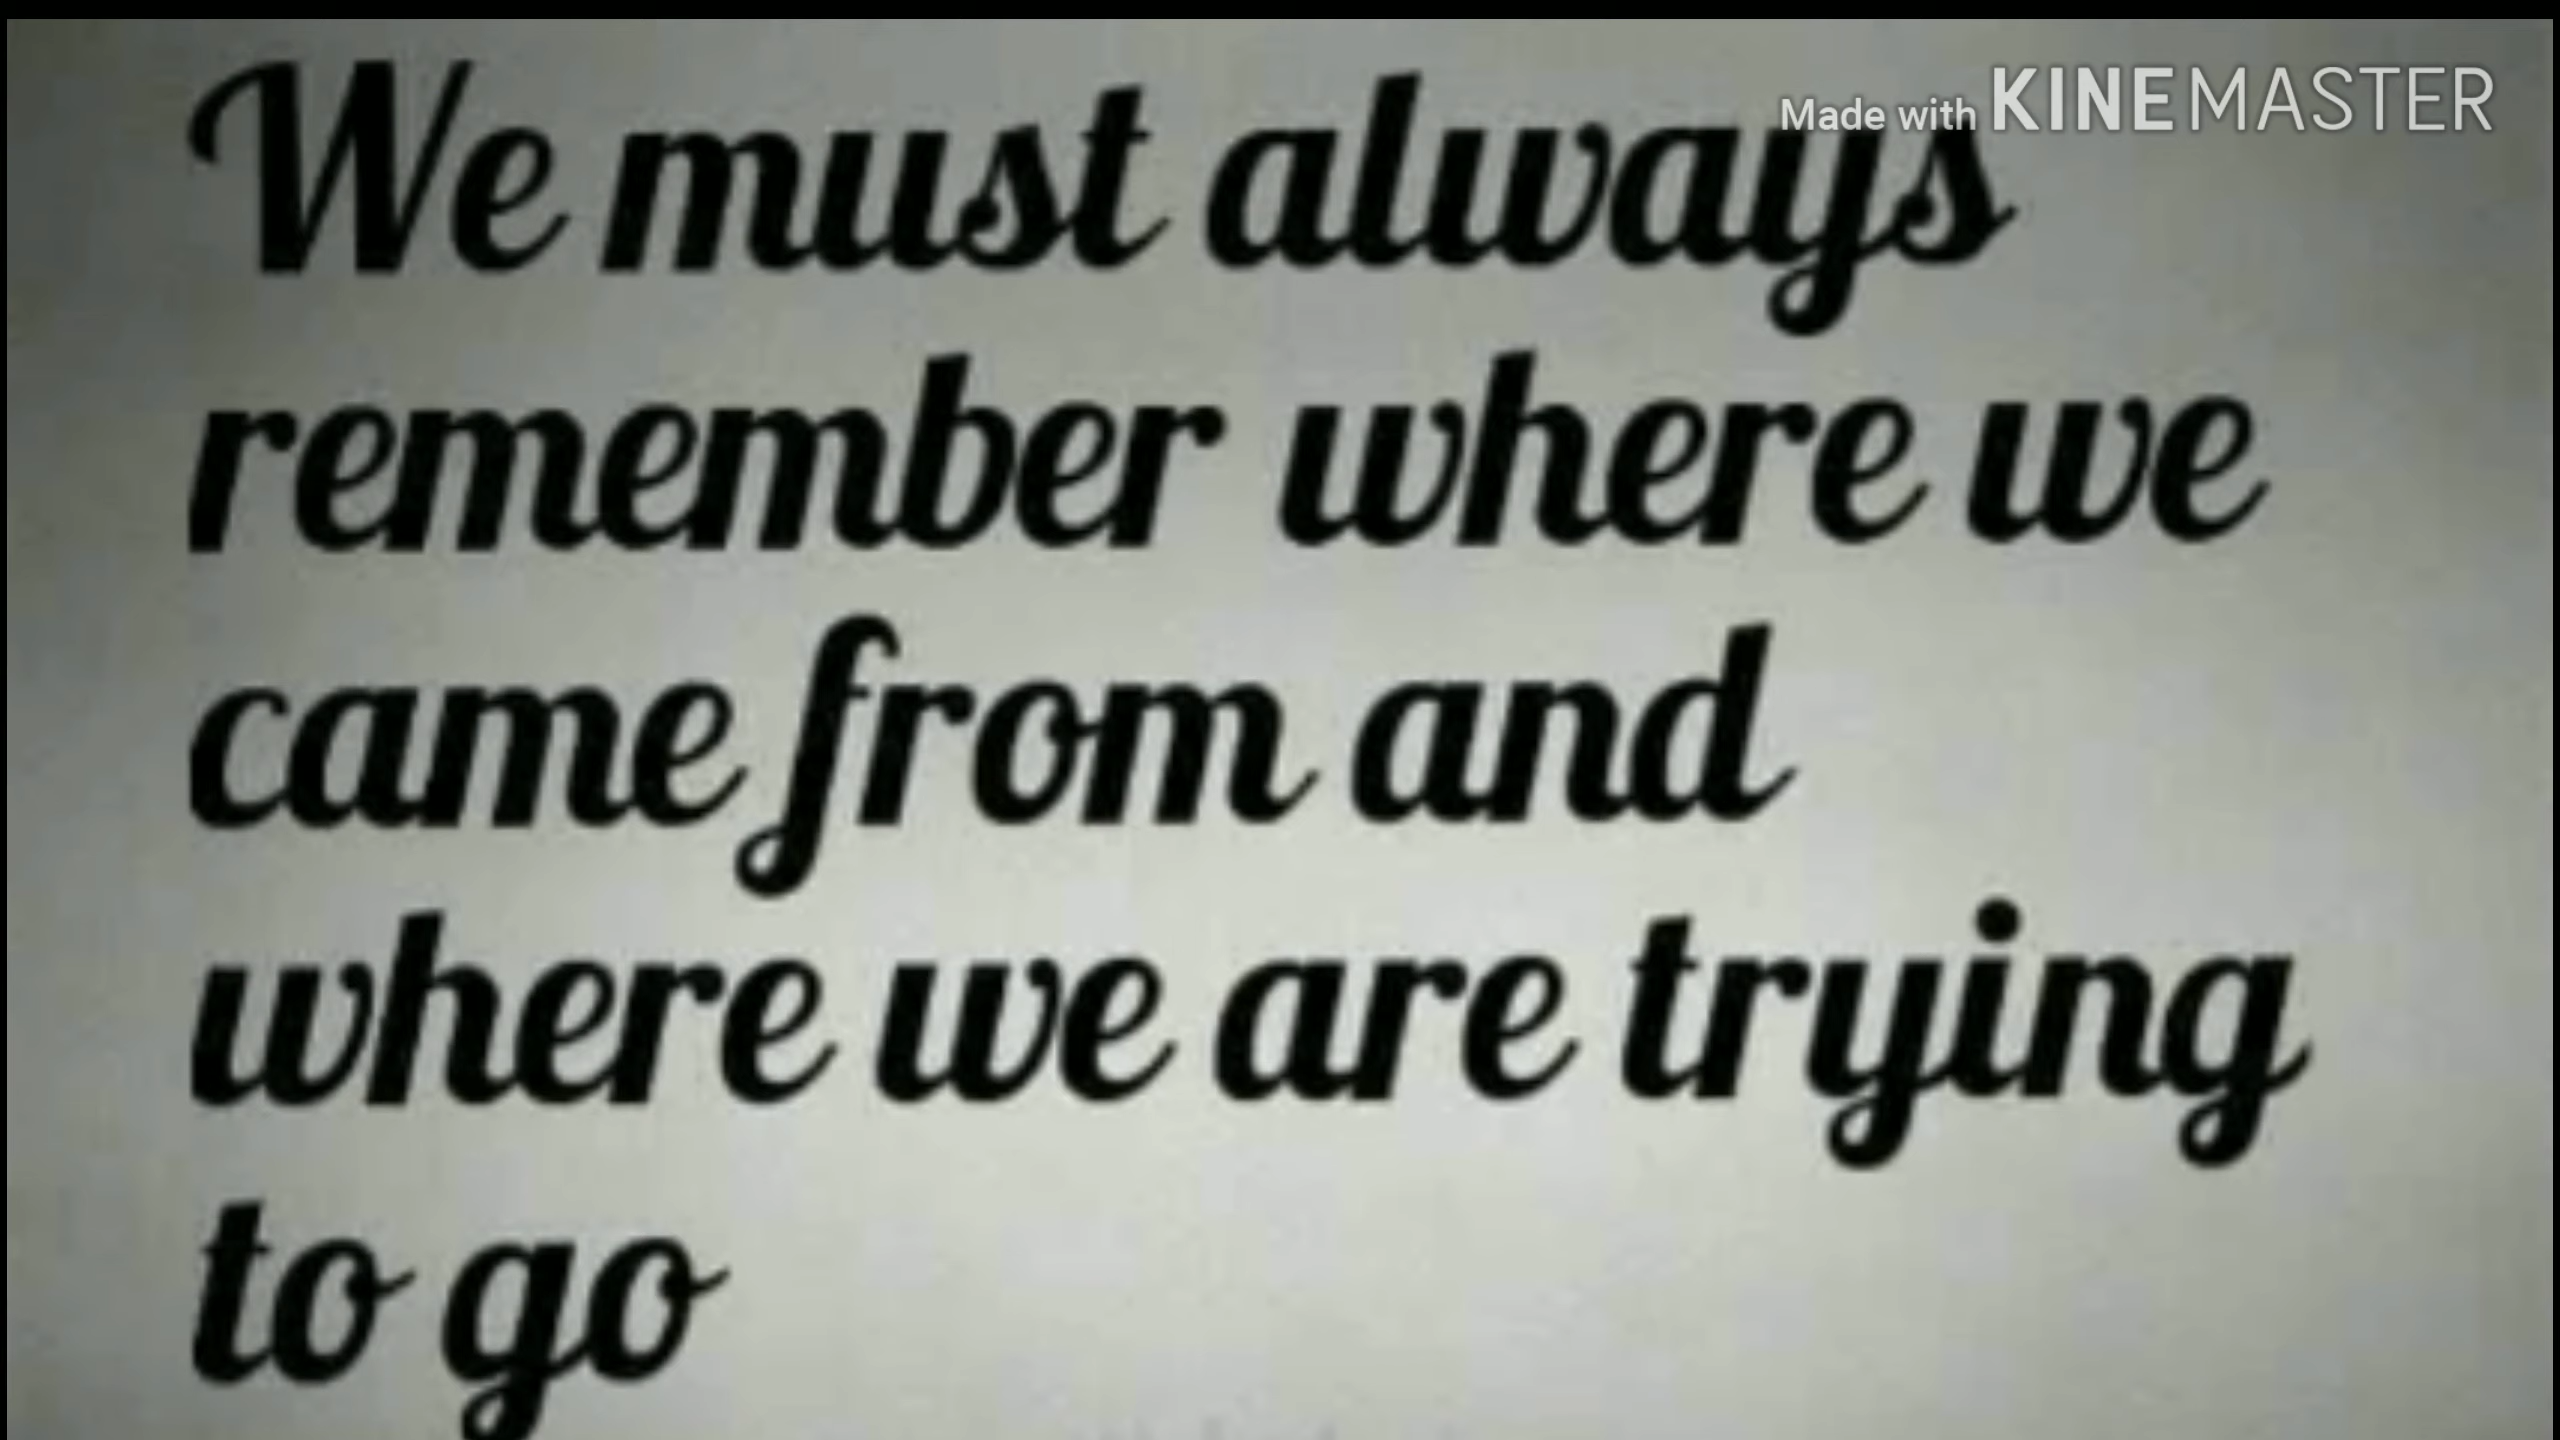 Made with KINEMASTER
We must always
remember where we
came from and
where we are trying
to go